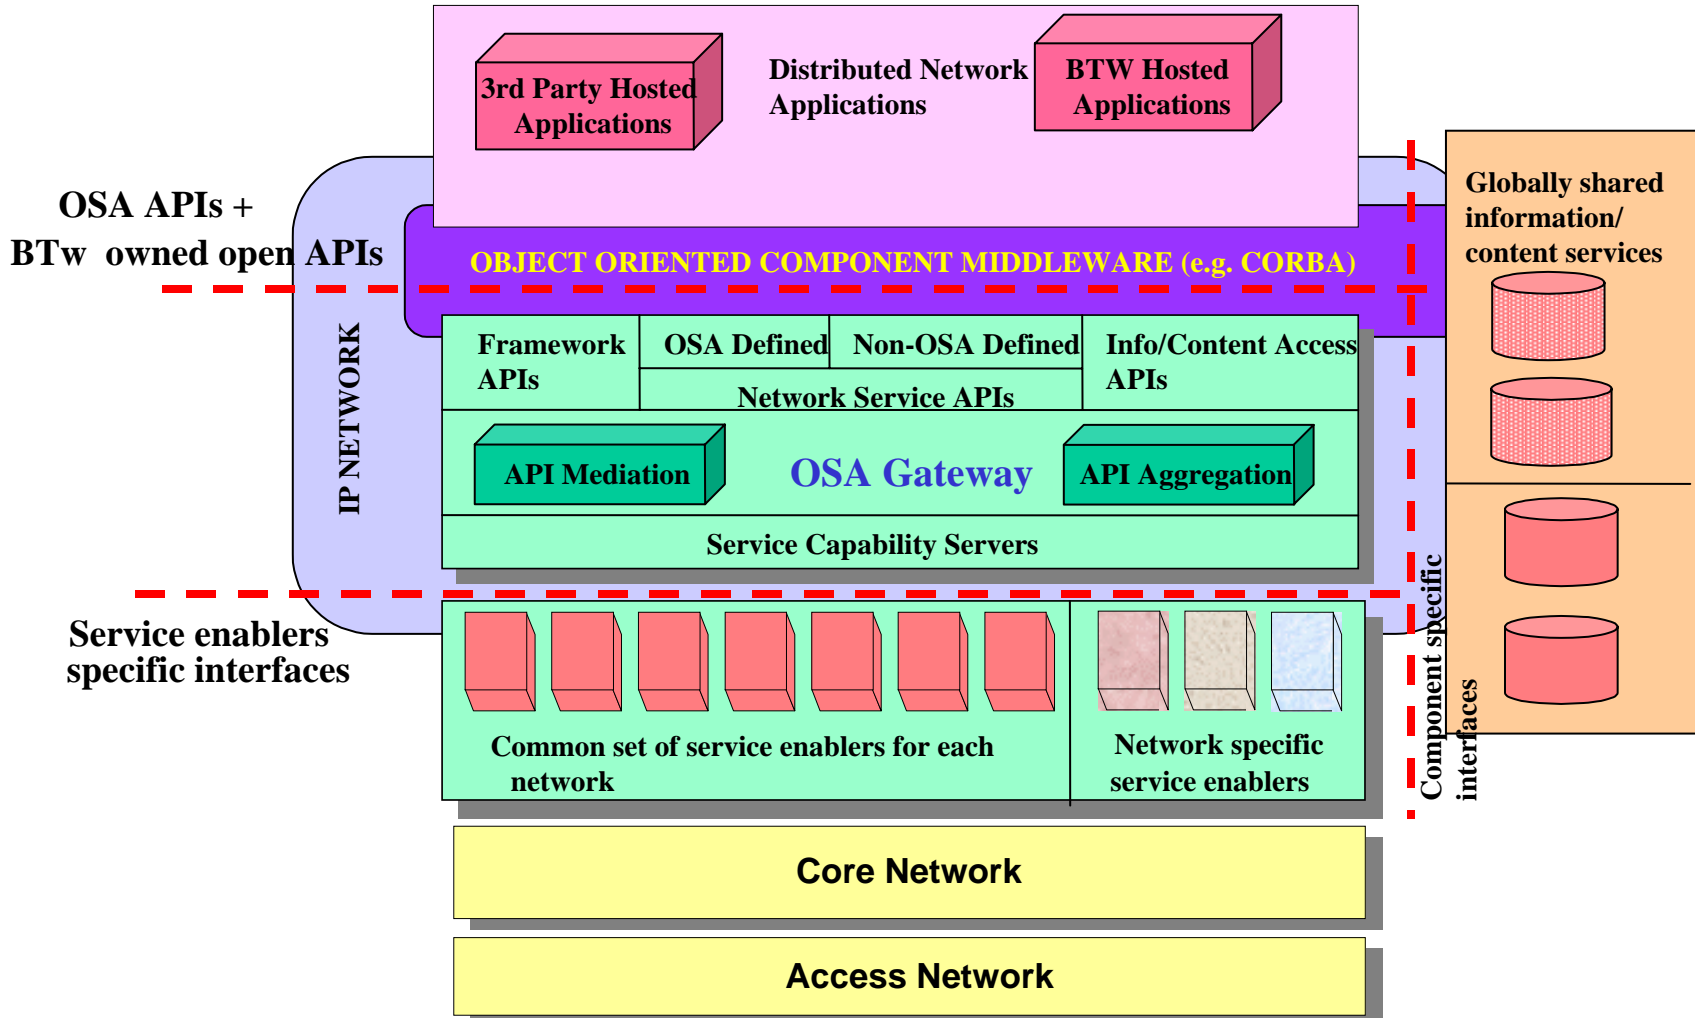 3rd Party Hosted
Applications
Distributed Network
Applications
BTW Hosted
Applications
OSA APIs +
BTw owned open APIs
OBJECT ORIENTED COMPONENT MIDDLEWARE (e.g. CORBA)
Globally shared
information/
content services
IP NETWORK
Framework
APIs
OSA Defined
Non-OSA Defined
Info/Content Access
APIs
Network Service APIs
API Mediation
OSA Gateway
API Aggregation
Service Capability Servers
Service enablers
specific interfaces
Component specific
interfaces
Common set of service enablers for each
network
Network specific
service enablers
Core Network
Access Network